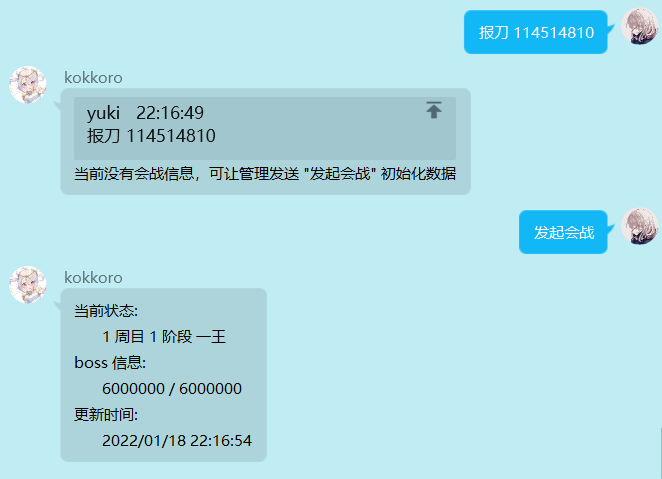 报刀 114514810
kokkoro
yuki 22:16:49
报刀 114514810
当前没有会战信息，可让管理发送 "发起会战" 初始化数据
发起会战
kokkoro
当前状态:
1 周目 1 阶段 一王
boss 信息:
6000000 / 6000000
更新时间:
2022/01/18 22:16:54